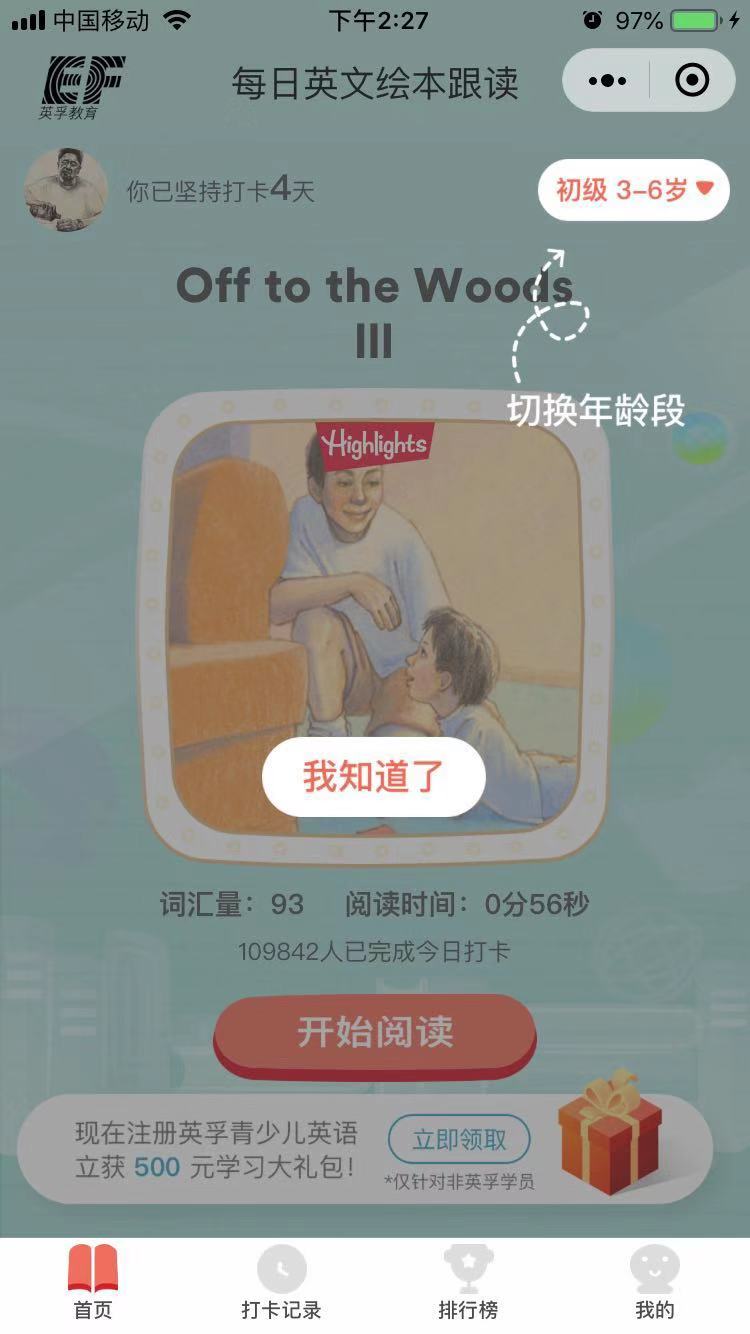 中国移动
下午2:27
97%
EF
英孚教育
每日英文绘本跟读
你已坚持打卡4天
初级 3-6岁
Off to the Woods
III
切换年龄段
Highlights
我知道了
词汇量：93 阅读时间：0分56秒
109842人已完成今日打卡
开始阅读
现在注册英孚青少儿英语
立获 500 元学习大礼包！
立即领取
*仅针对非英孚学员
首页
打卡记录
排行榜
我的